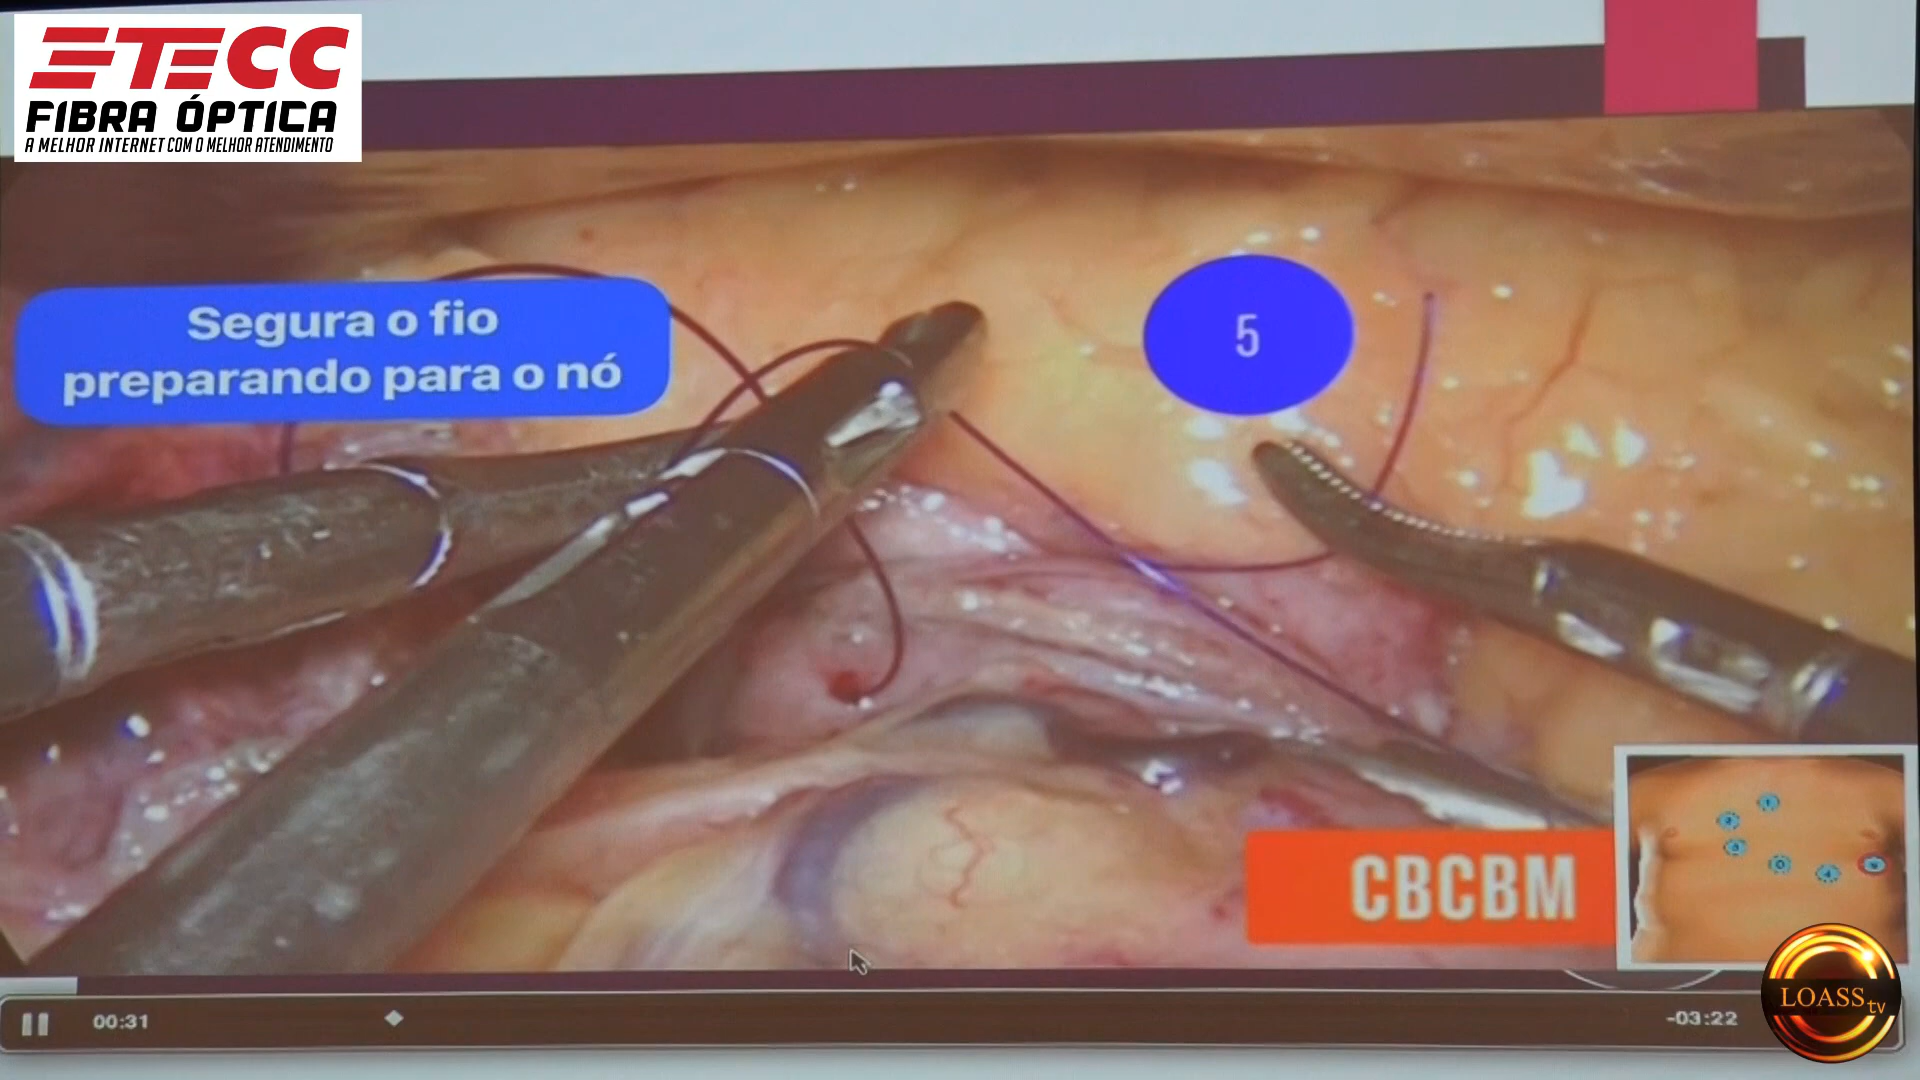 ETECC
FIBRA ÓPTICA
A MELHOR INTERNET COM O MELHOR ATENDIMENTO
Segura o fio
preparando para o nó
5
CBCBM
00:31
-03:22
LOASS tv